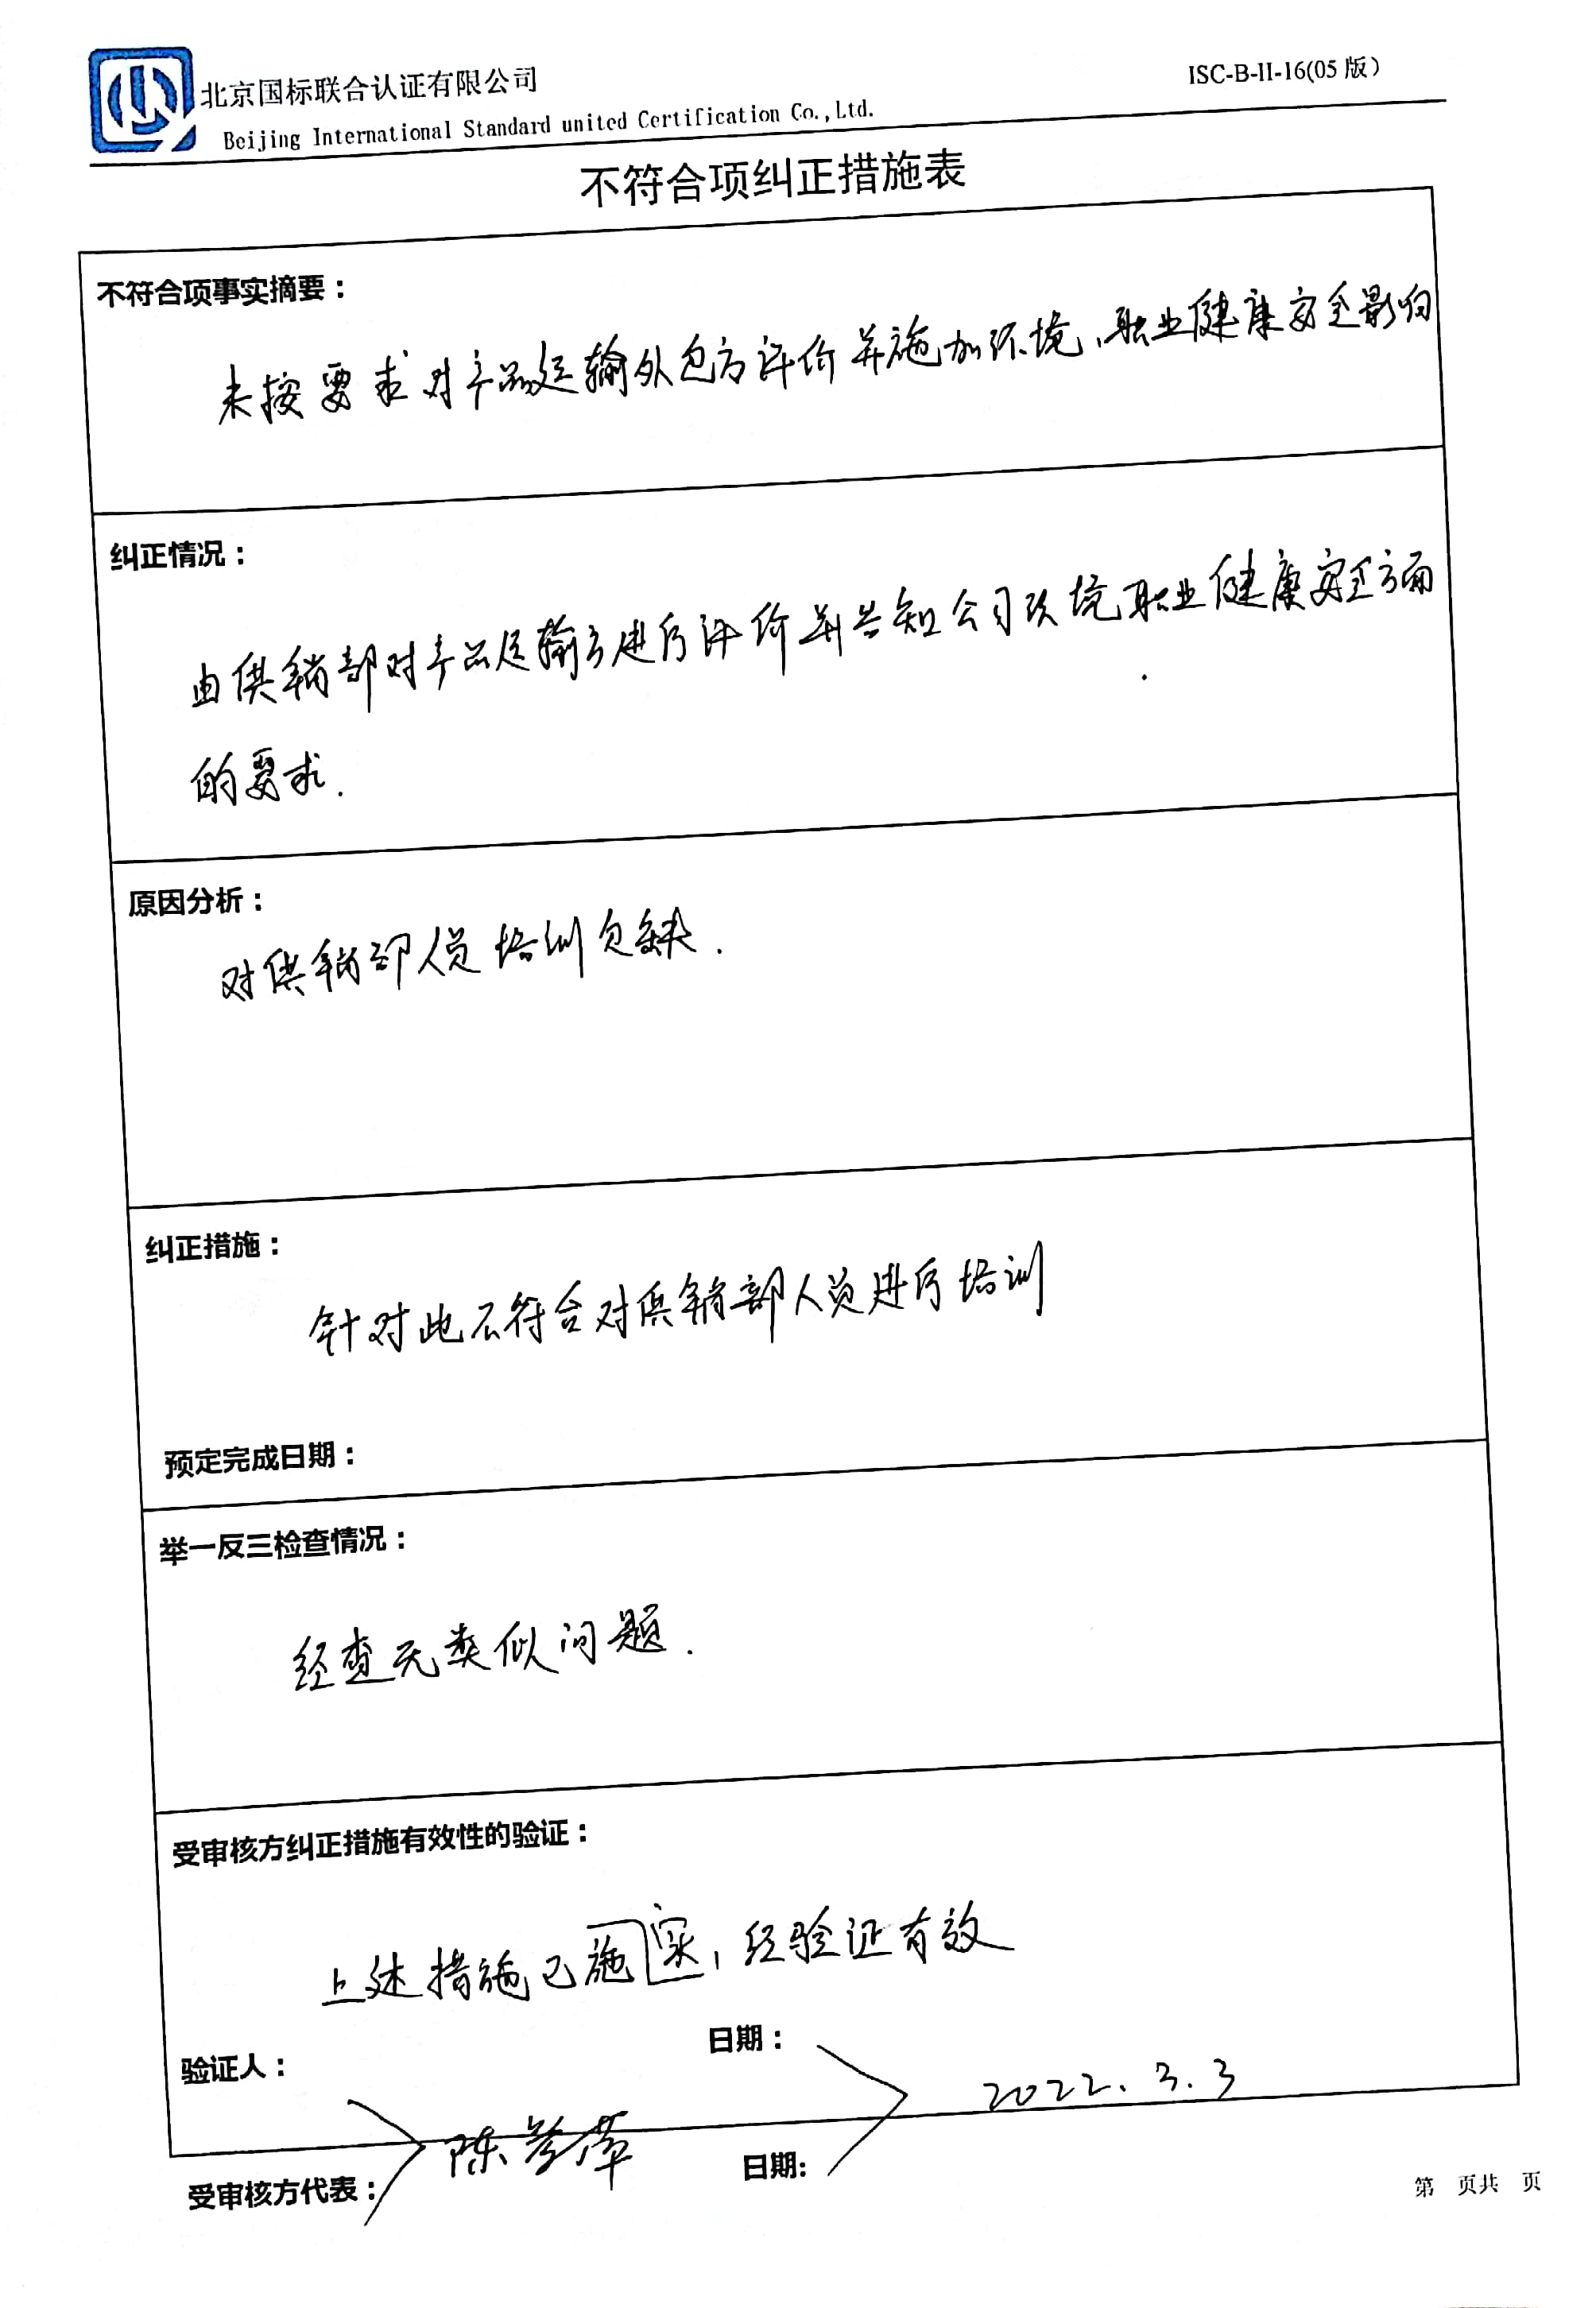 北京国标联合认证有限公司
Beijing International Standard united Certification Co.,Ltd.
ISC-B-II-16(05 版)
不符合项纠正措施表
不符合项事实摘要：
未按要求对产品运输外包方评价并施加环境、职业健康安全影响
纠正情况：
由供销部对产品运输方进行评价并告知公司环境职业健康安全方面
的要求.
原因分析：
对供销部人员培训欠缺.
纠正措施：
针对此不符合对供销部人员进行培训
预定完成日期：
举一反三检查情况：
经查无类似问题.
受审核方纠正措施有效性的验证：
上述措施已施实，经验证有效
验证人： 日期：
陈 2022.3.3
受审核方代表： 日期:
第 页共 页